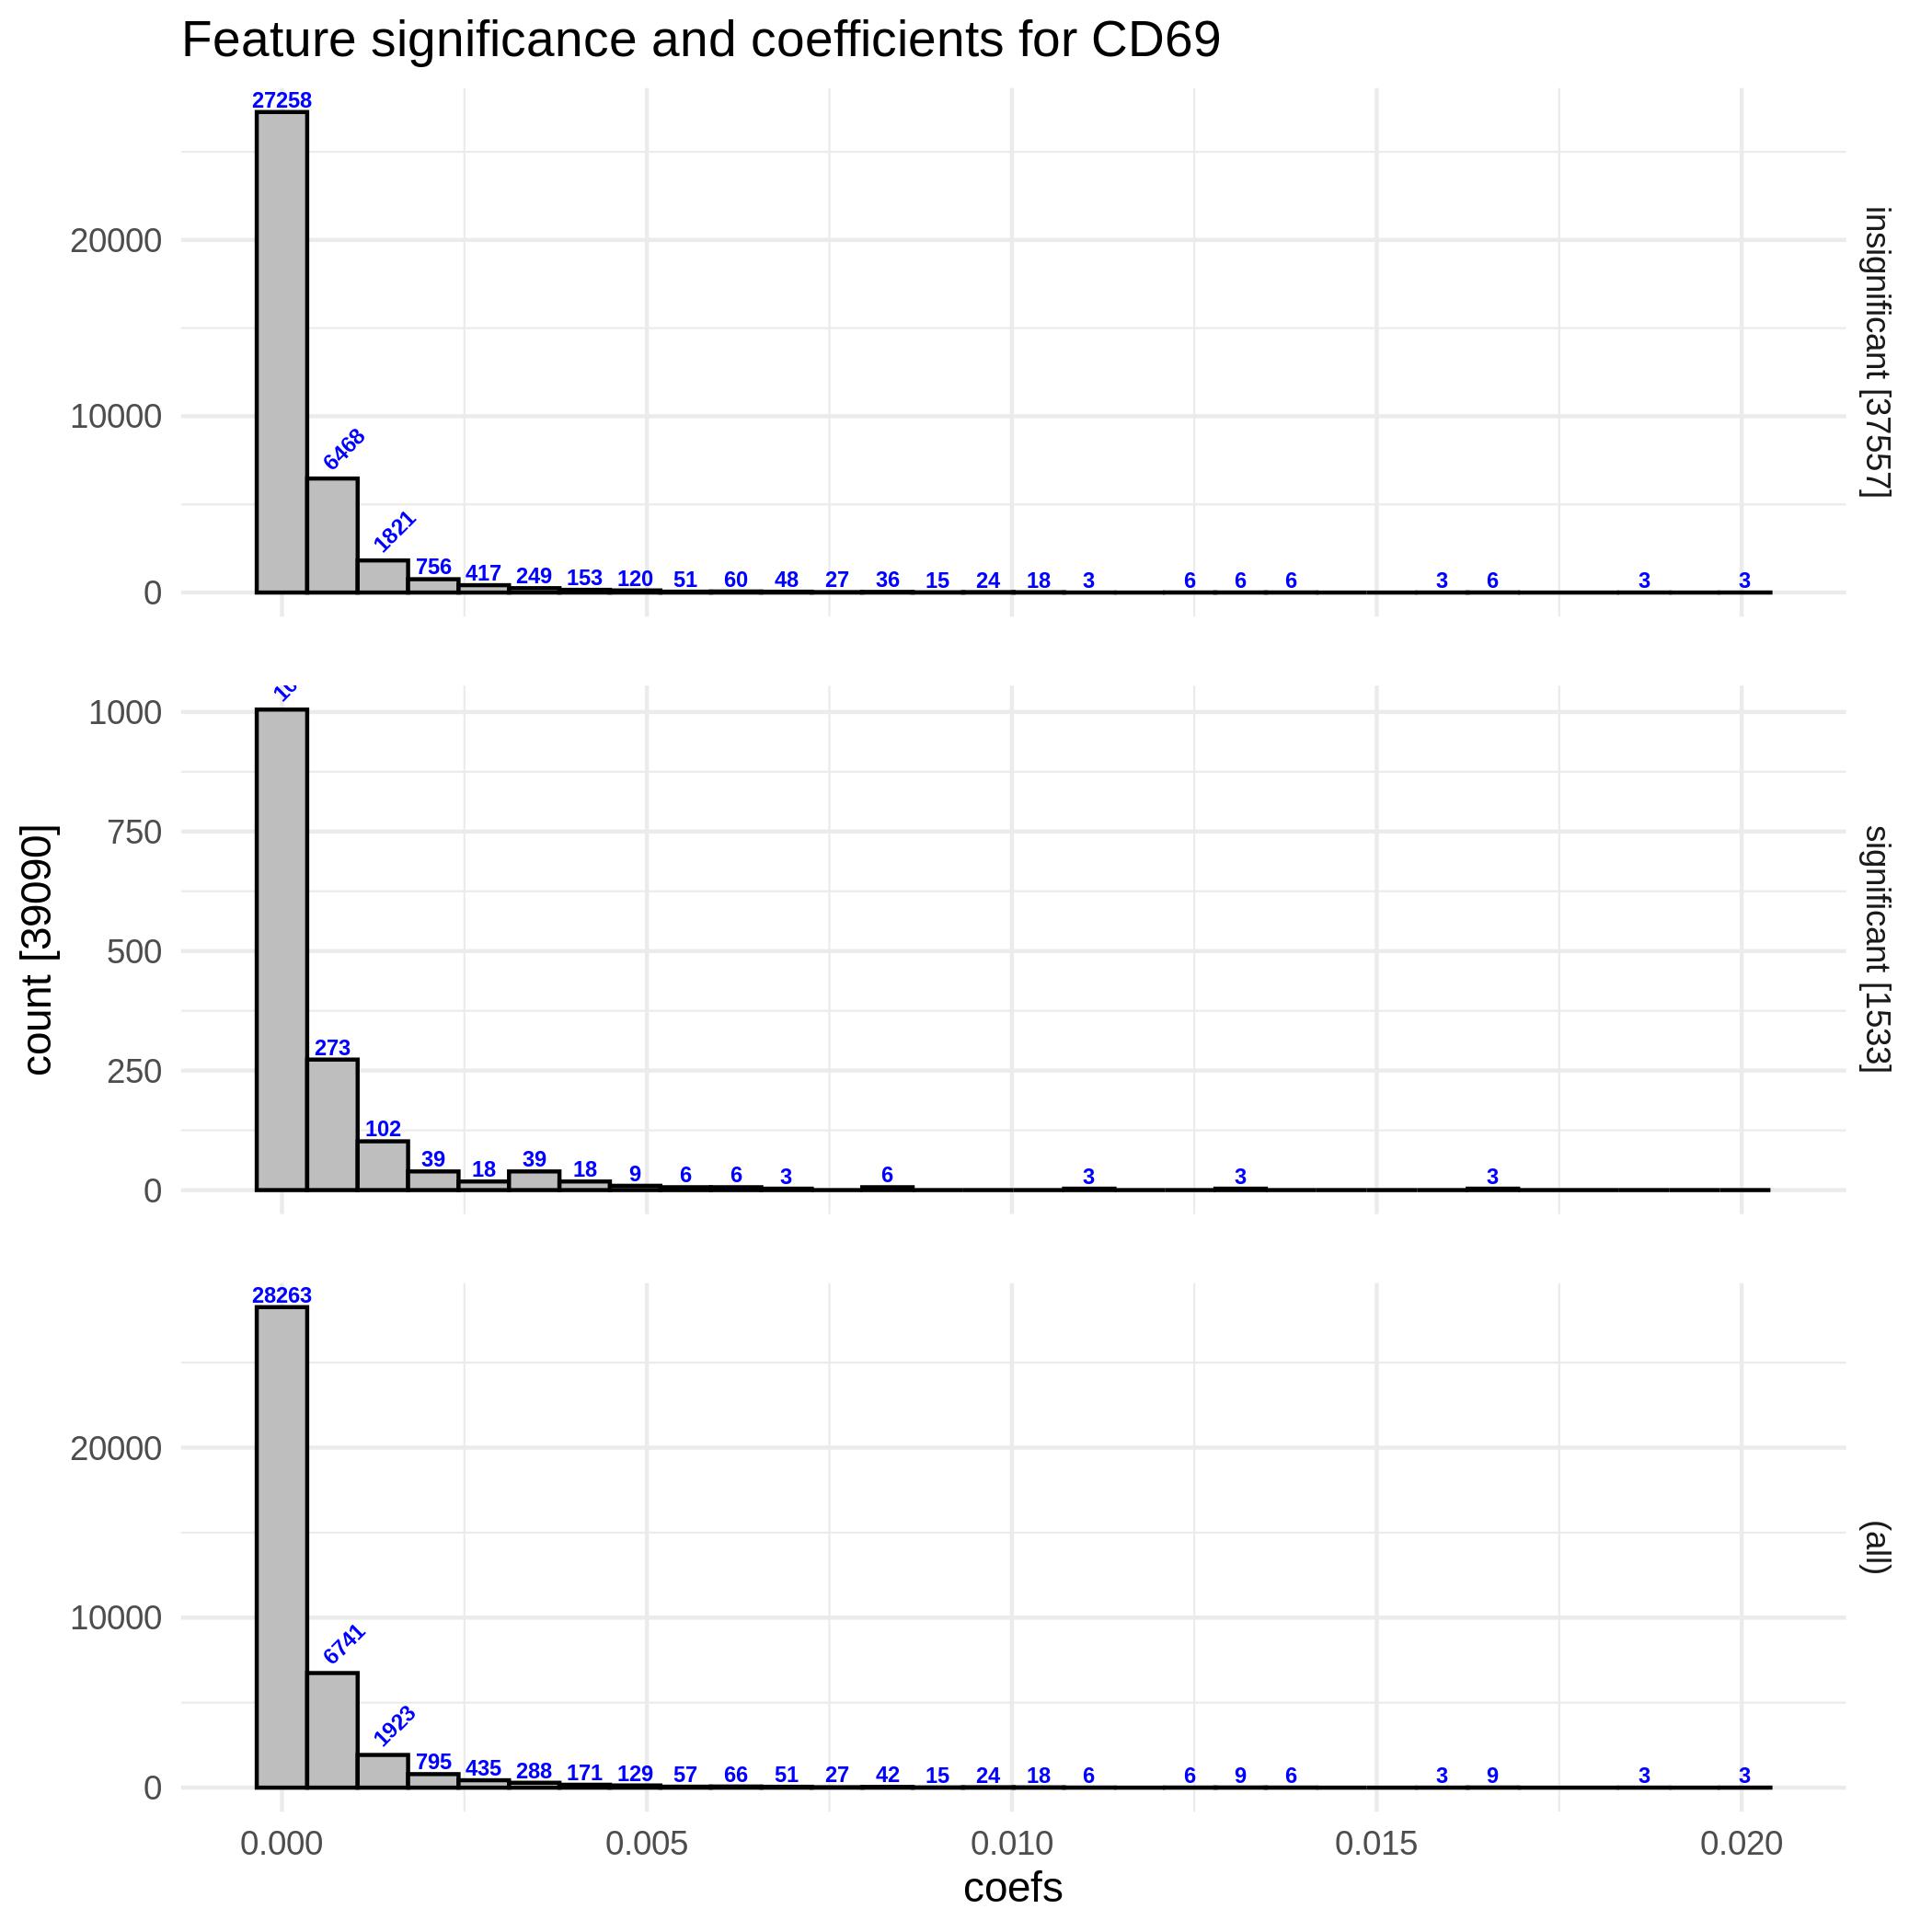 Feature significance and coefficients for CD69
27258
6468
1821
756 417 249 153 120 51 60 48 27 36 15 24 18 3 6 6 6 3 6 3 3
20000
10000
0
insignificant [37557]
273
102
39 18 39 18 9 6 6 3 6 3 3 3
1000
750
500
250
0
significant [1533]
count [39090]
28263
6741
1923
795 435 288 171 129 57 66 51 27 42 15 24 18 6 6 9 6 3 9 3 3
20000
10000
0
(all)
0.000 0.005 0.010 0.015 0.020
coefs